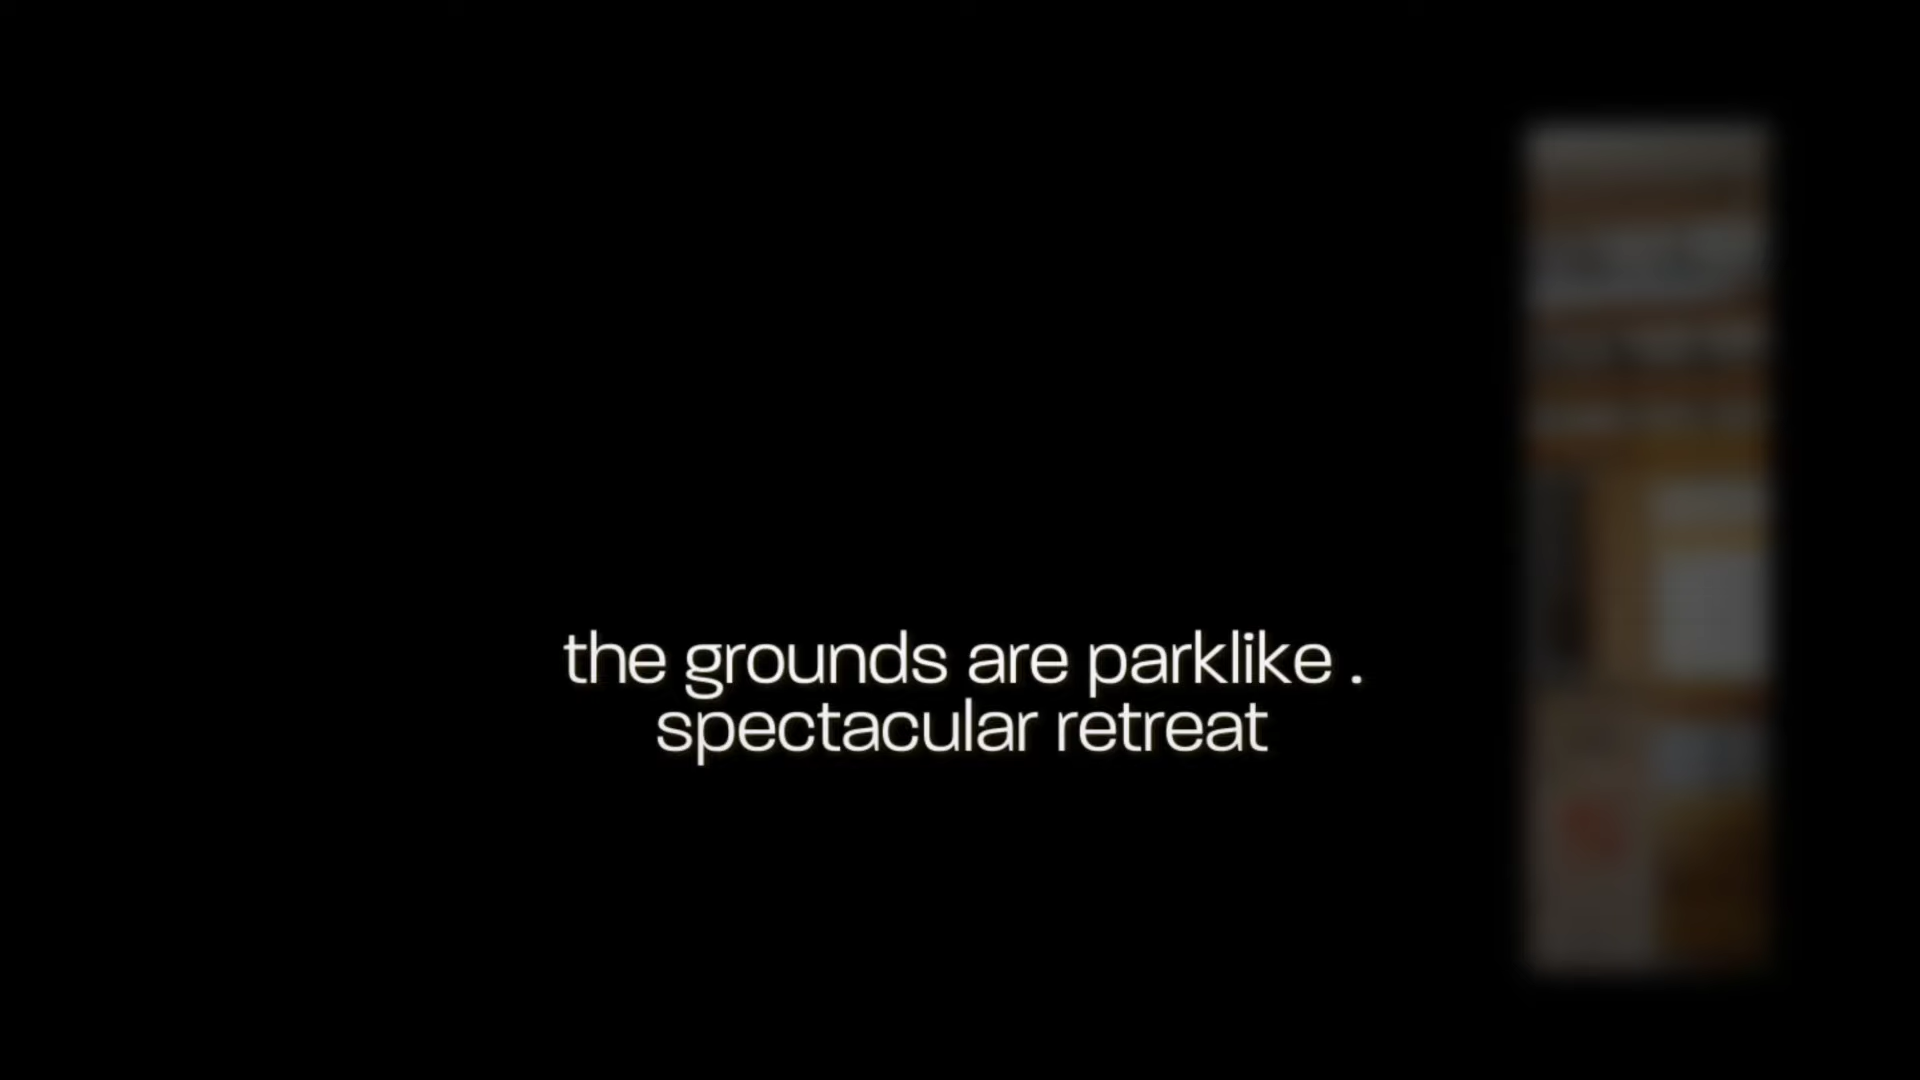 the grounds are parklike .
spectacular retreat